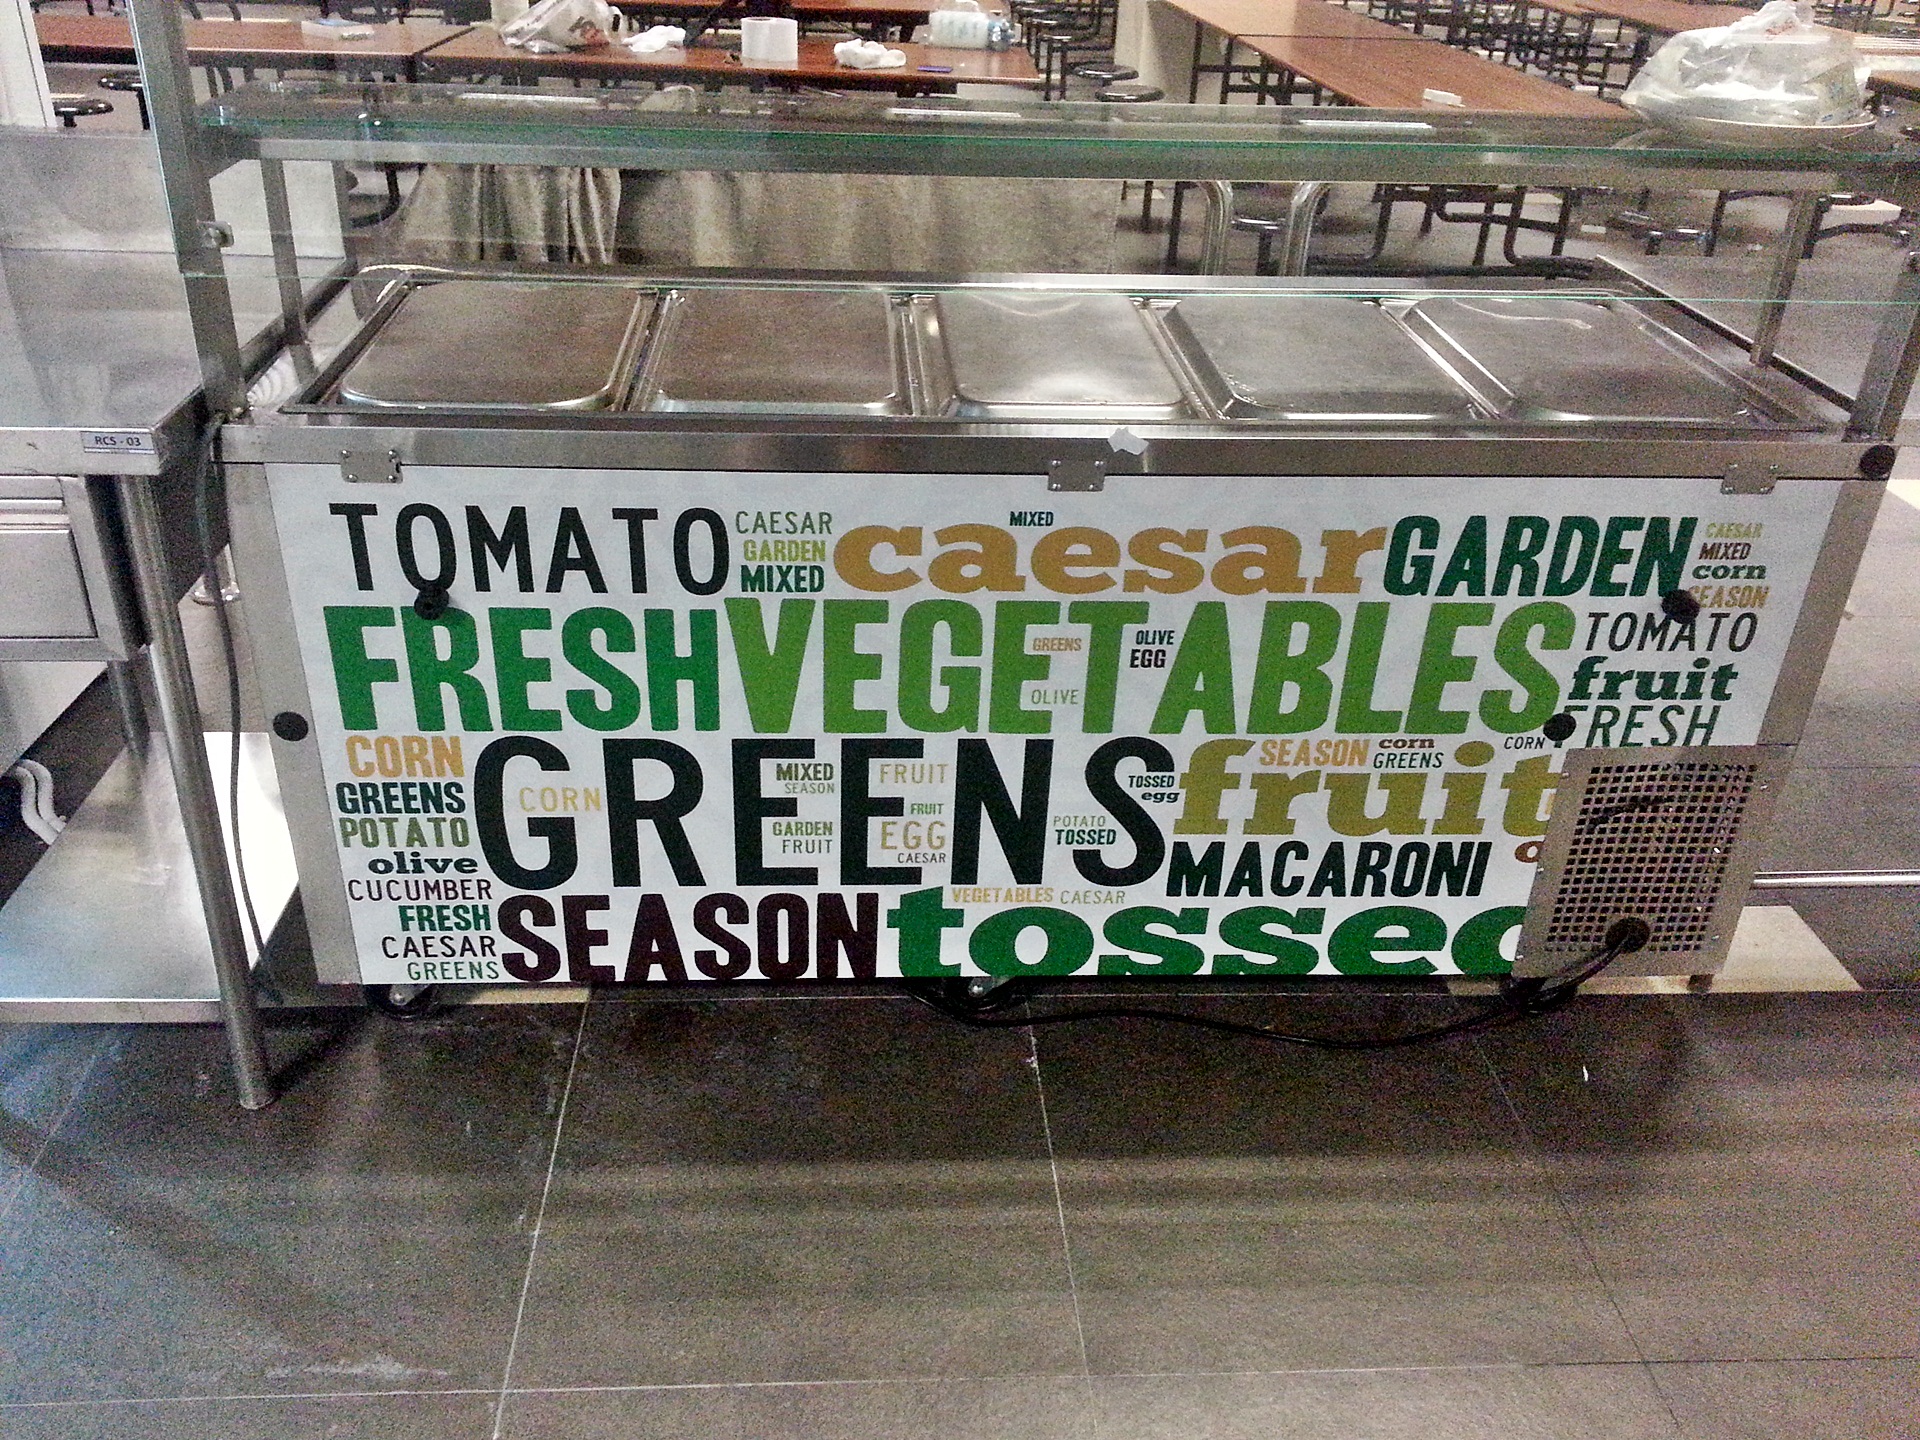 RCS - 03
TOMATO
CAESAR
GARDEN
MIXED
MIXED
caesar
GARDEN
CAESAR
MIXED
corn
SEASON
FRESH
VEGETABLES
GREENS
OLIVE
OLIVE
EGG
TOMATO
fruit
FRESH
CORN
GREENS
POTATO
olive
CUCUMBER
FRESH
CAESAR
GREENS
GREENS
CORN
MIXED
SEASON
GARDEN
FRUIT
FRUIT
FRUIT
EGG
CAESAR
POTATO
TOSSED
TOSSED
egg
SEASON
corn
GREENS
CORN
fruit
MACARONI
SEASON
VEGETABLES
CAESAR
tossed